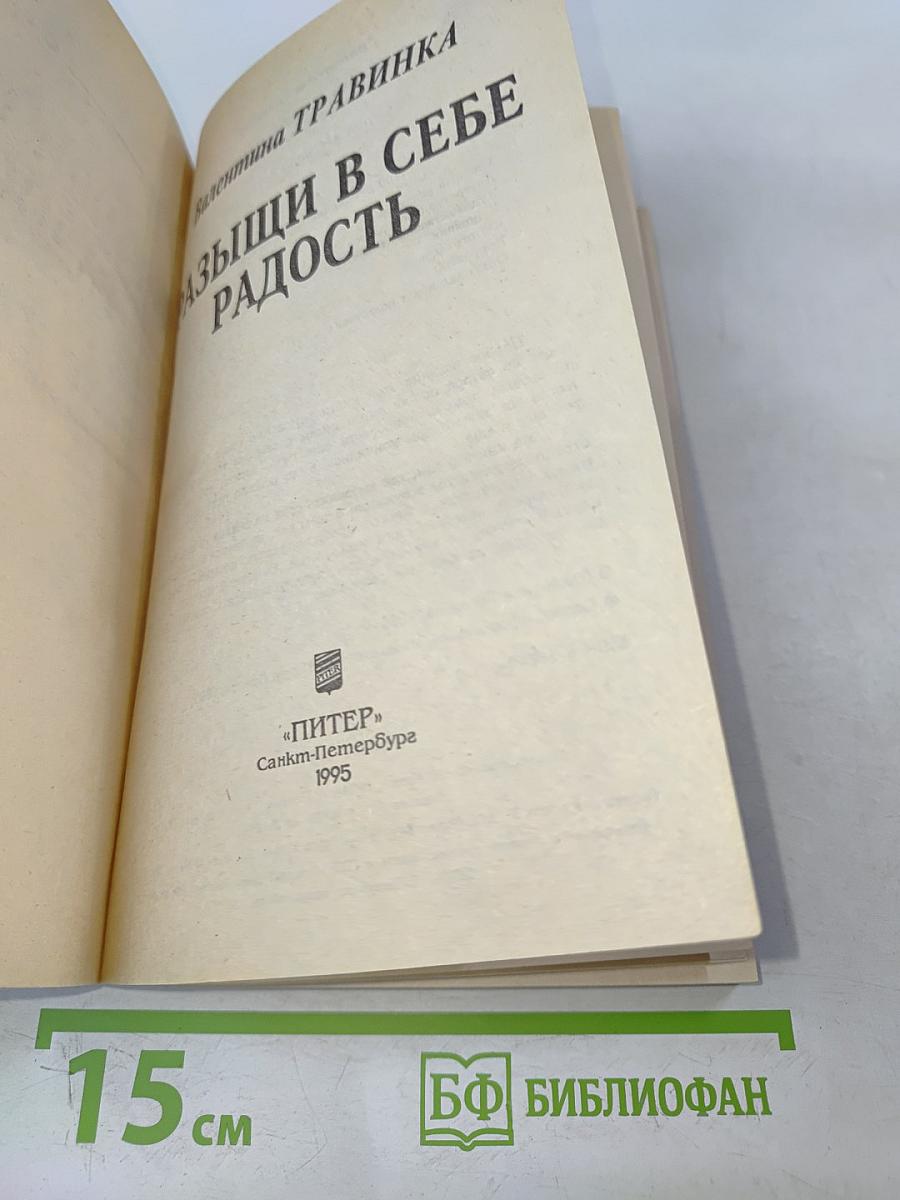 Валентина ТРАВИНКА
РАЗЫЩИ В СЕБЕ
РАДОСТЬ
«ПИТЕР»
Санкт-Петербург
1995
15 см
БФ БИБЛИОФАН